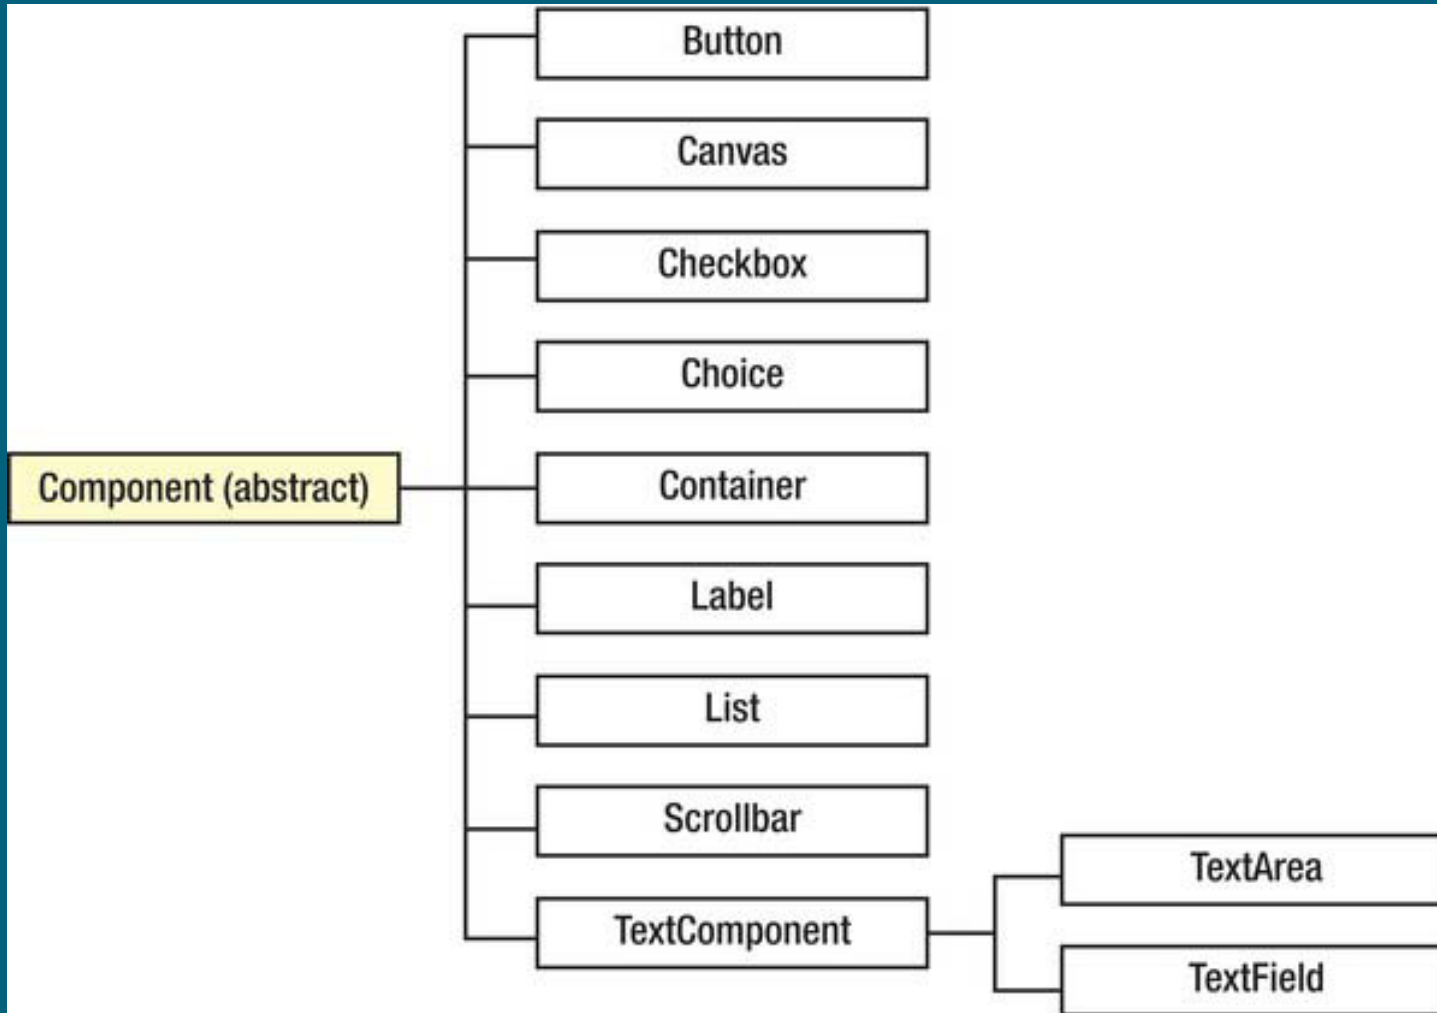 Button
Canvas
Checkbox
Choice
Component (abstract)
Container
Label
List
Scrollbar
TextComponent
TextArea
TextField